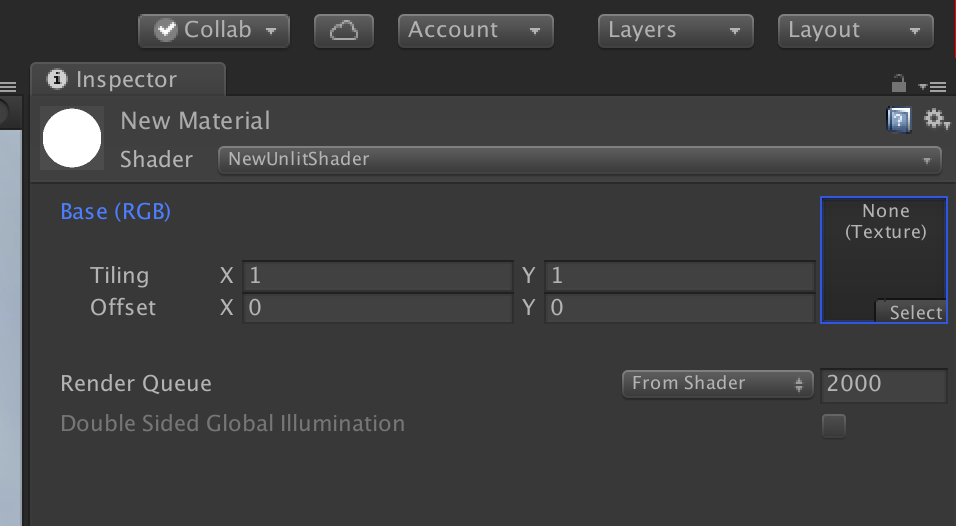 Collab Account Layers Layout
Inspector
New Material
Shader NewUnlitShader
Base (RGB) None
(Texture)
Tiling X 1 Y 1
Offset X 0 Y 0
Select
Render Queue From Shader 2000
Double Sided Global Illumination